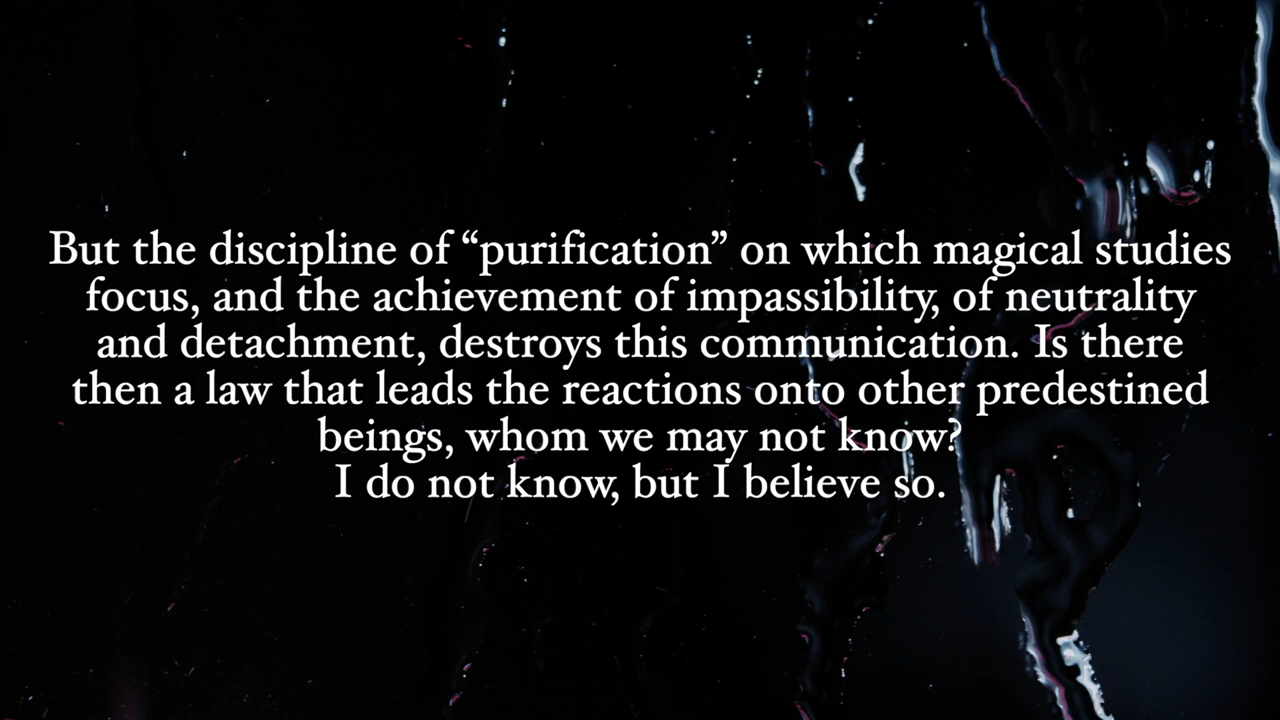 But the discipline of “purification” on which magical studies
focus, and the achievement of impassibility, of neutrality
and detachment, destroys this communication. Is there
then a law that leads the reactions onto other predestined
beings, whom we may not know?
I do not know, but I believe so.